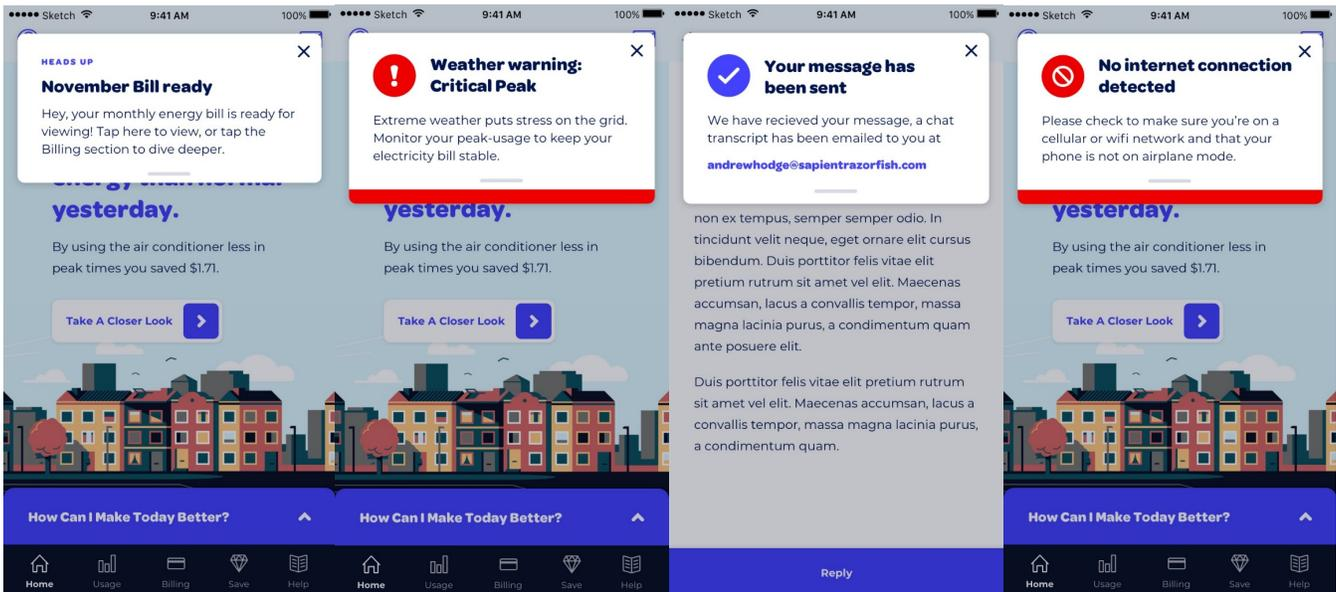 Sketch 9:41 AM 100%
HEADS UP
November Bill ready
Hey, your monthly energy bill is ready for
viewing! Tap here to view, or tap the
Billing section to dive deeper.
yesterday.
By using the air conditioner less in
peak times you saved $1.71.
Take A Closer Look
How Can I Make Today Better?
Home Usage Billing Save Help
Sketch 9:41 AM 100%
Weather warning:
Critical Peak
Extreme weather puts stress on the grid.
Monitor your peak-usage to keep your
electricity bill stable.
yesterday.
By using the air conditioner less in
peak times you saved $1.71.
Take A Closer Look
How Can I Make Today Better?
Home Usage Billing Save Help
Sketch 9:41 AM 100%
Your message has
been sent
We have recieved your message, a chat
transcript has been emailed to you at
andrewhodge@sapientrazorfish.com
non ex tempus, semper semper odio. In
tincidunt velit neque, eget ornare elit cursus
bibendum. Duis porttitor felis vitae elit
pretium rutrum sit amet vel elit. Maecenas
accumsan, lacus a convallis tempor, massa
magna lacinia purus, a condimentum quam
ante posuere elit.
Duis porttitor felis vitae elit pretium rutrum
sit amet vel elit. Maecenas accumsan, lacus a
convallis tempor, massa magna lacinia purus,
a condimentum quam.
Reply
Sketch 9:41 AM 100%
No internet connection
detected
Please check to make sure you're on a
cellular or wifi network and that your
phone is not on airplane mode.
yesterday.
By using the air conditioner less in
peak times you saved $1.71.
Take A Closer Look
How Can I Make Today Better?
Home Usage Billing Save Help